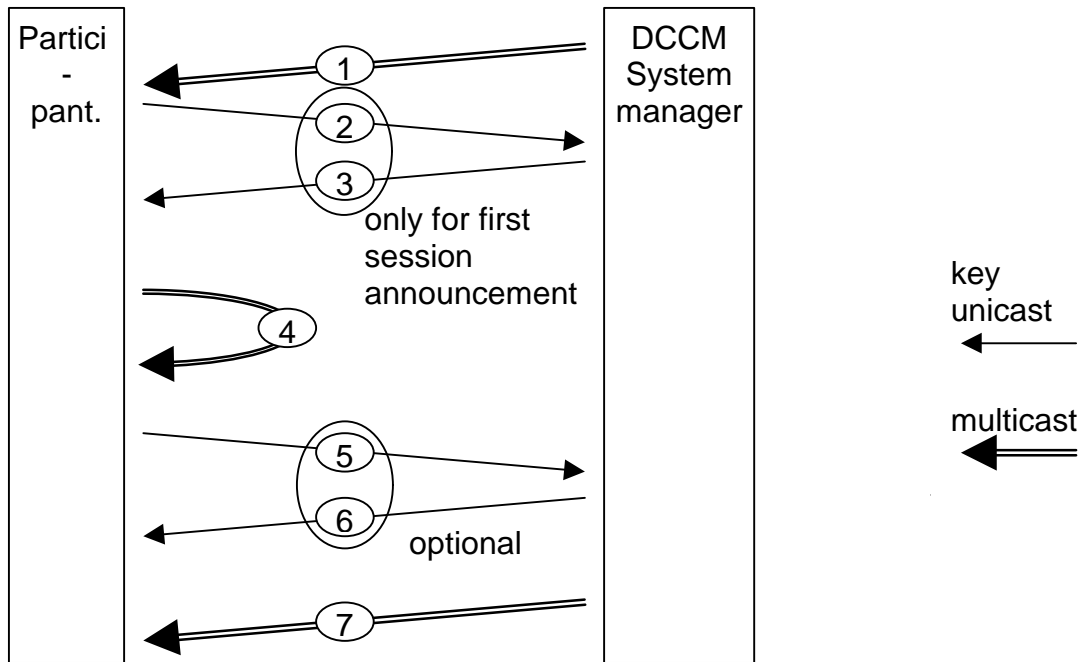 Partici
-
pant.
DCCM
System
manager
1
2
3
only for first
session
announcement
4
5
6
optional
7
key
unicast
multicast